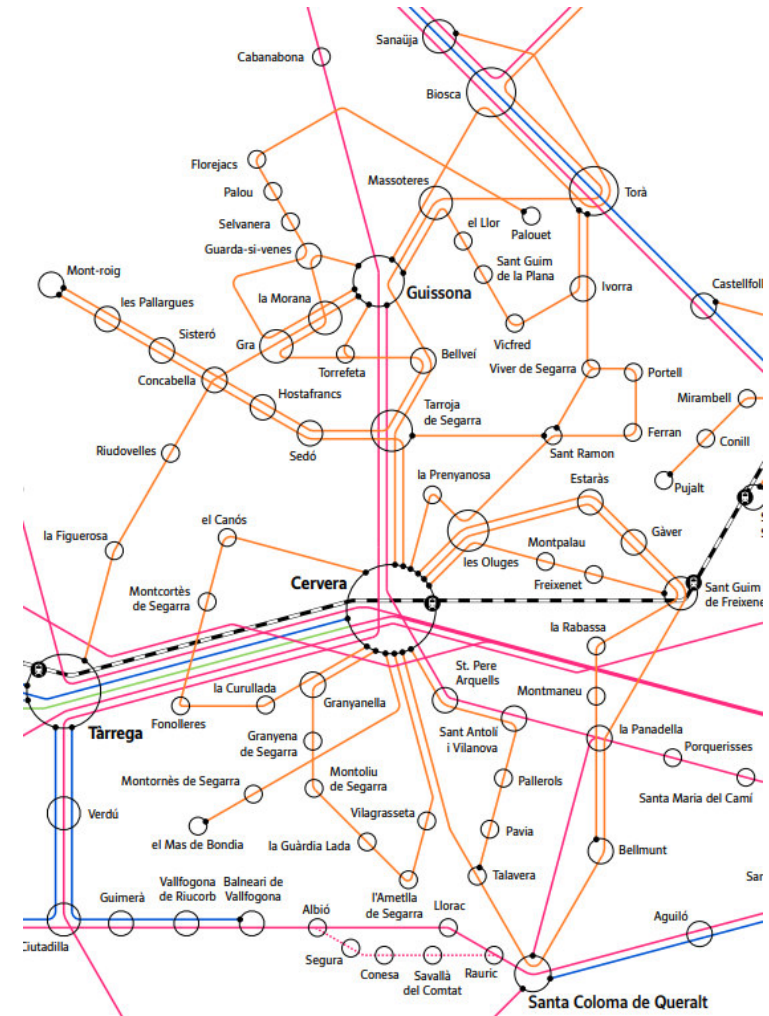 Sanaüja
Cabanabona
Biosca
Florejacs
Massoteres
Palou
Torà
Selvanera
el Llor
Palouet
Guarda-si-venes
Sant Guim
de la Plana
Mont-roig
Guissona
Ivorra
Castellfoll
les Pallargues
la Morana
Sisteró
Gra
Vicfred
Torrefeta
Bellveí
Viver de Segarra
Portell
Concabella
Hostafrancs
Tarroja
de Segarra
Mirambell
Riudovelles
Sedó
Sant Ramon
Ferran
Conill
la Prenyanosa
Estaràs
Pujalt
el Canós
la Figuerosa
les Oluges
Montpalau
Gàver
Cervera
Freixenet
Sant Guim
de Freixene
Montcortès
de Segarra
la Rabassa
St. Pere
Arquells
la Curullada
Montmaneu
Fonolleres
Granyanella
Tàrrega
Sant Antolí
i Vilanova
la Panadella
Granyena
de Segarra
Porquerisses
Montornès de Segarra
Montoliu
de Segarra
Pallerols
Santa Maria del Camí
Verdú
Vilagrasseta
el Mas de Bondia
la Guàrdia Lada
Pavia
Bellmunt
Talavera
San
l'Ametlla
de Segarra
Guimerà
Vallfogona
de Riucorb
Balneari de
Vallfogona
Albió
Llorac
Aguiló
Ciutadilla
Segura
Conesa
Savallà
del Comtat
Rauric
Santa Coloma de Queralt